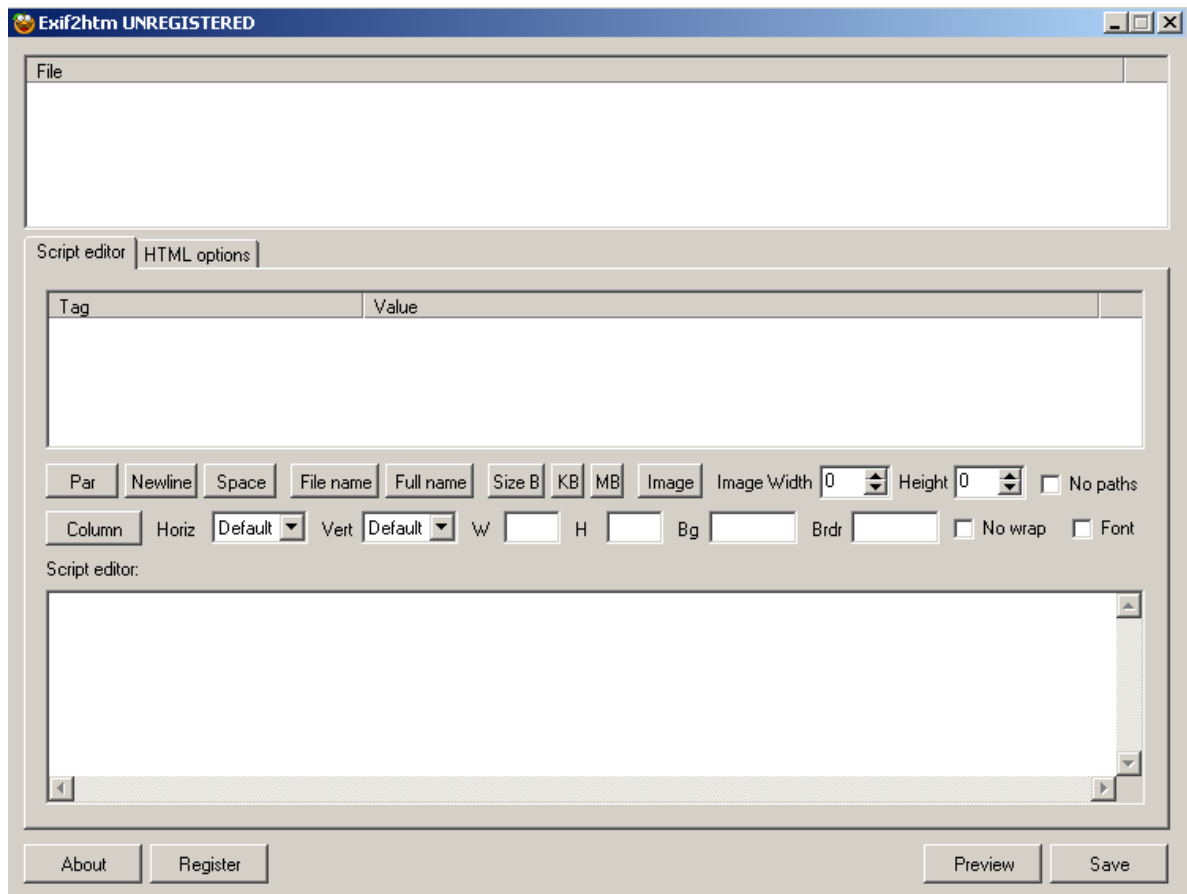 Exif2htm UNREGISTERED
File
Script editor HTML options
Tag Value
Par Newline Space File name Full name Size B KB MB Image Image Width 0 Height 0 No paths
Column Horiz Default Vert Default W H Bg Brdr No wrap Font
Script editor:
About Register Preview Save